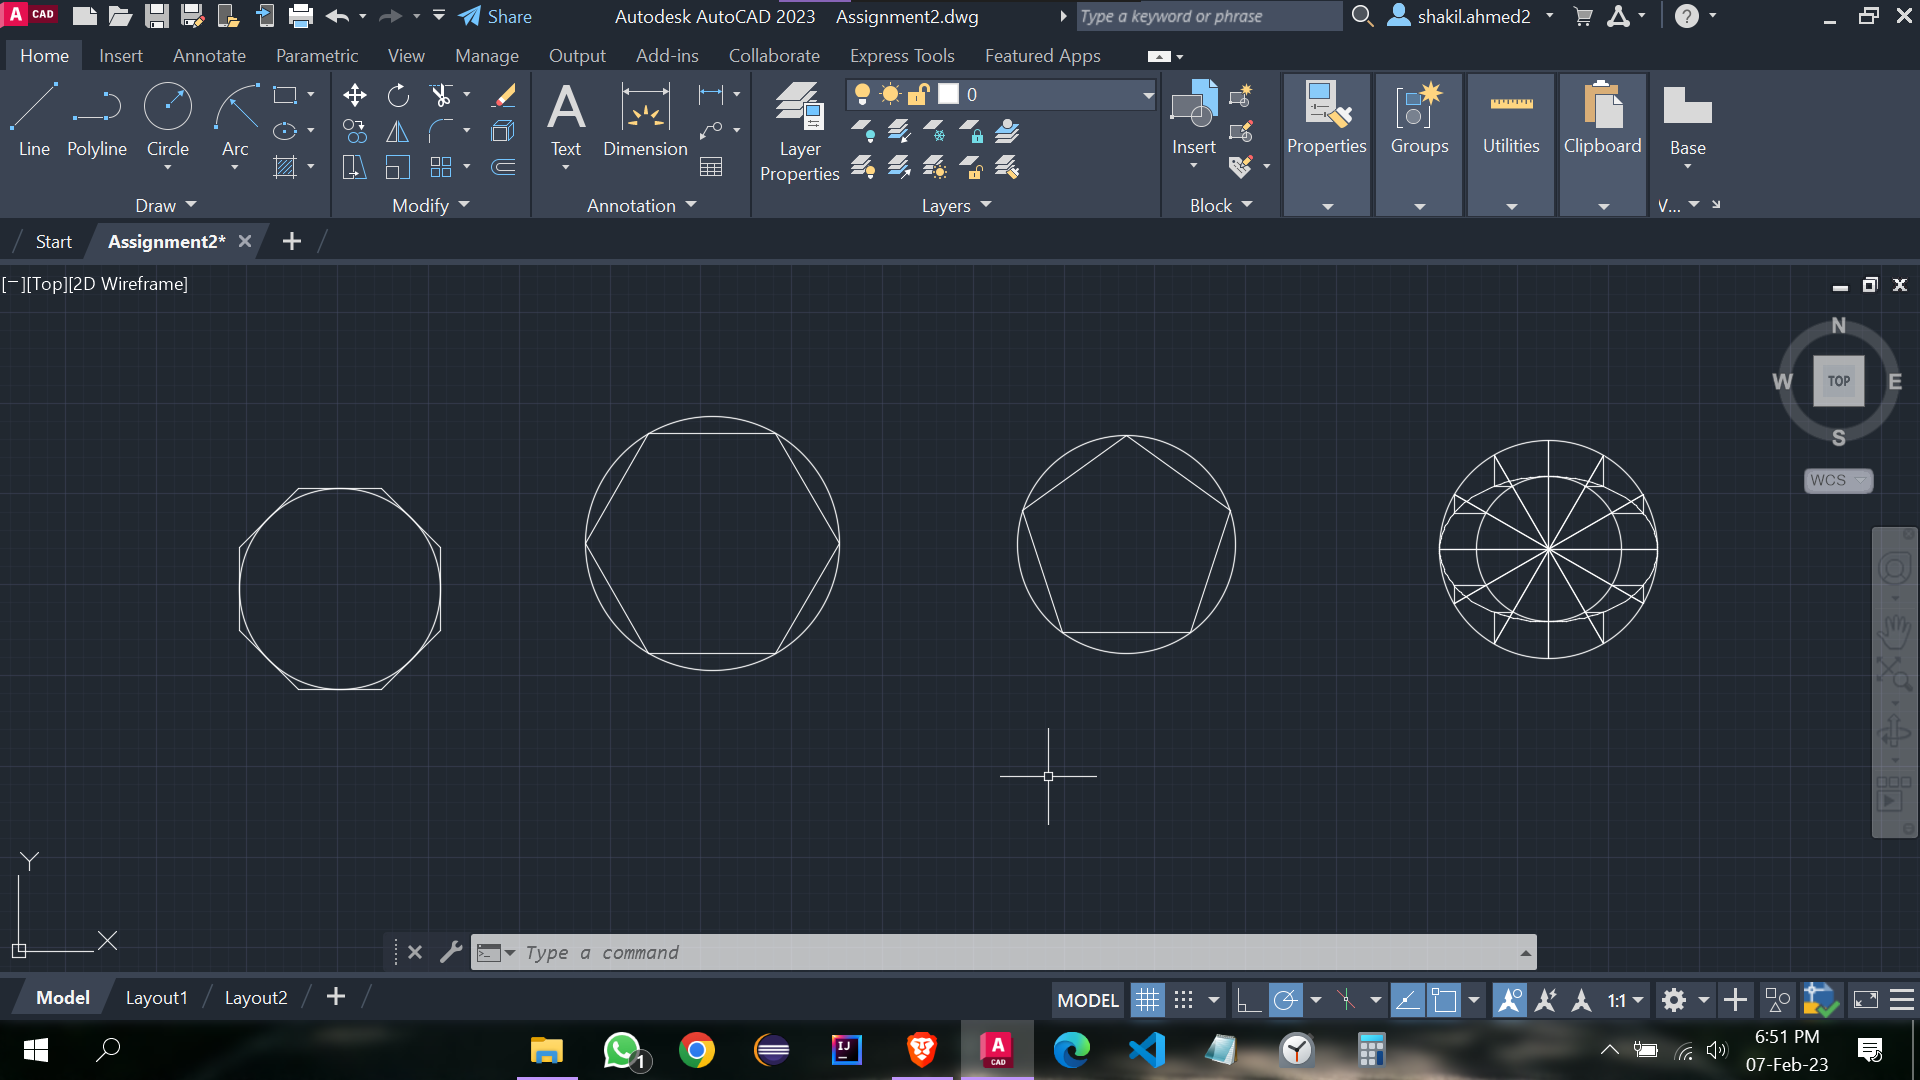 A CAD Share Autodesk AutoCAD 2023 Assignment2.dwg Type a keyword or phrase shakil.ahmed2 ?
Home Insert Annotate Parametric View Manage Output Add-ins Collaborate Express Tools Featured Apps
0
Line Polyline Circle Arc Text Dimension Layer Properties Insert Properties Groups Utilities Clipboard Base
Draw Modify Annotation Layers Block V...
Start Assignment2*
[−][Top][2D Wireframe]
N
W TOP E
S
WCS
Y
X
Type a command
Model Layout1 Layout2 MODEL 1:1
1 IJ A CAD 6:51 PM
07-Feb-23